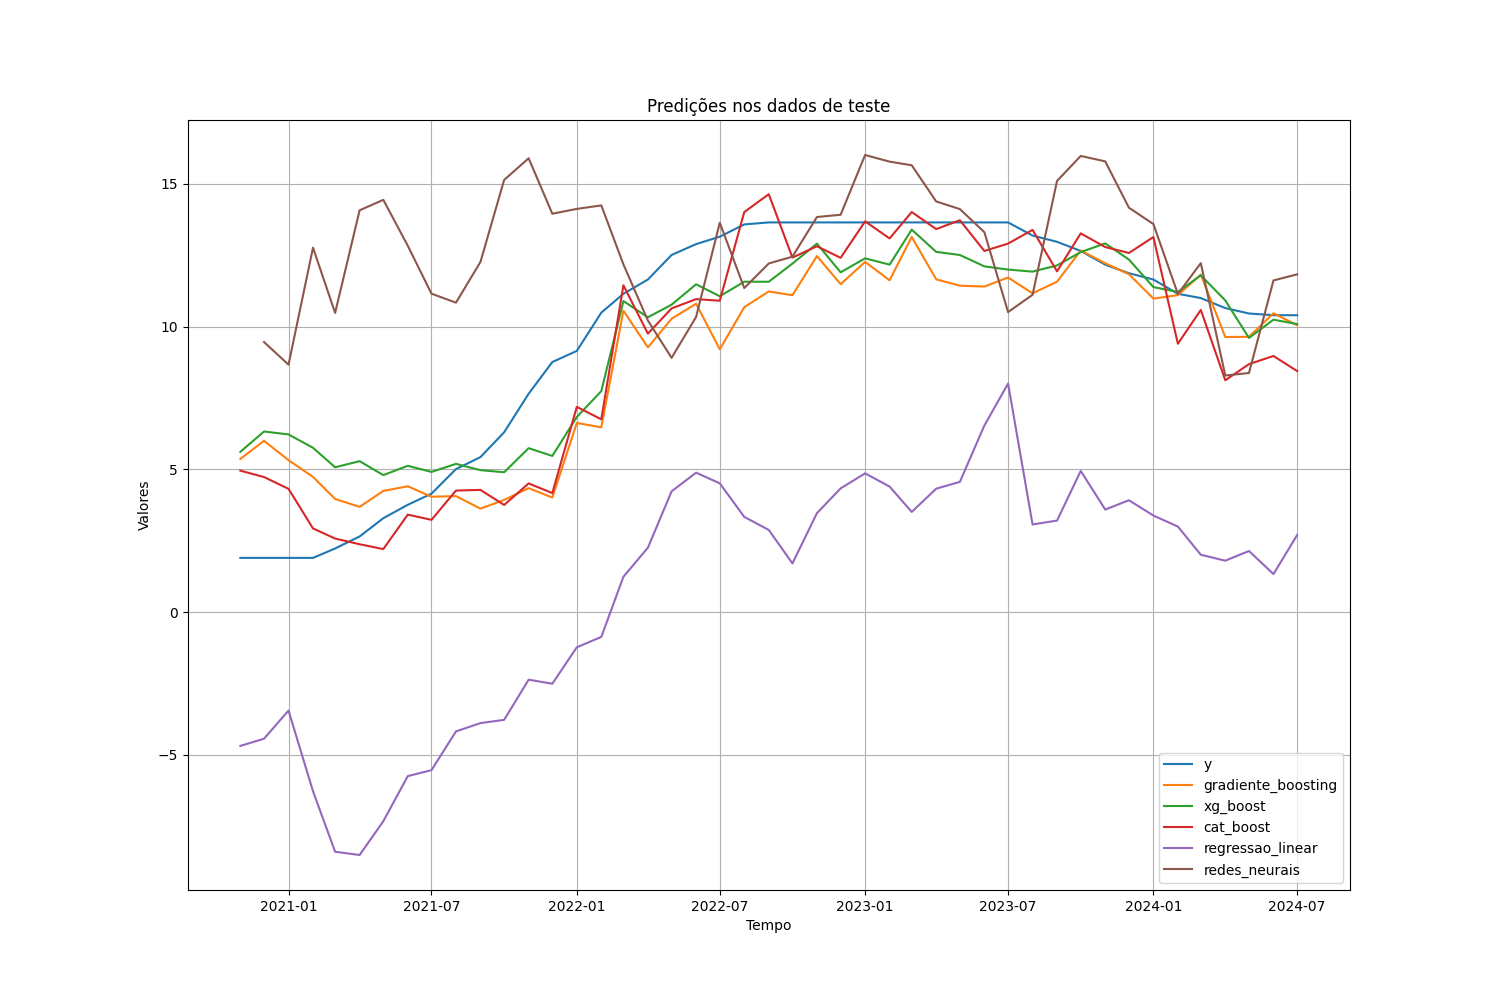 Predições nos dados de teste
Valores
15
10
5
0
−5
2021-01
2021-07
2022-01
2022-07
2023-01
2023-07
2024-01
2024-07
Tempo
y
gradiente_boosting
xg_boost
cat_boost
regressao_linear
redes_neurais